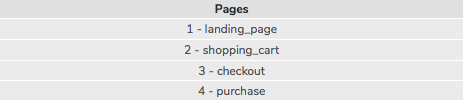 Pages
1 - landing_page
2 - shopping_cart
3 - checkout
4 - purchase